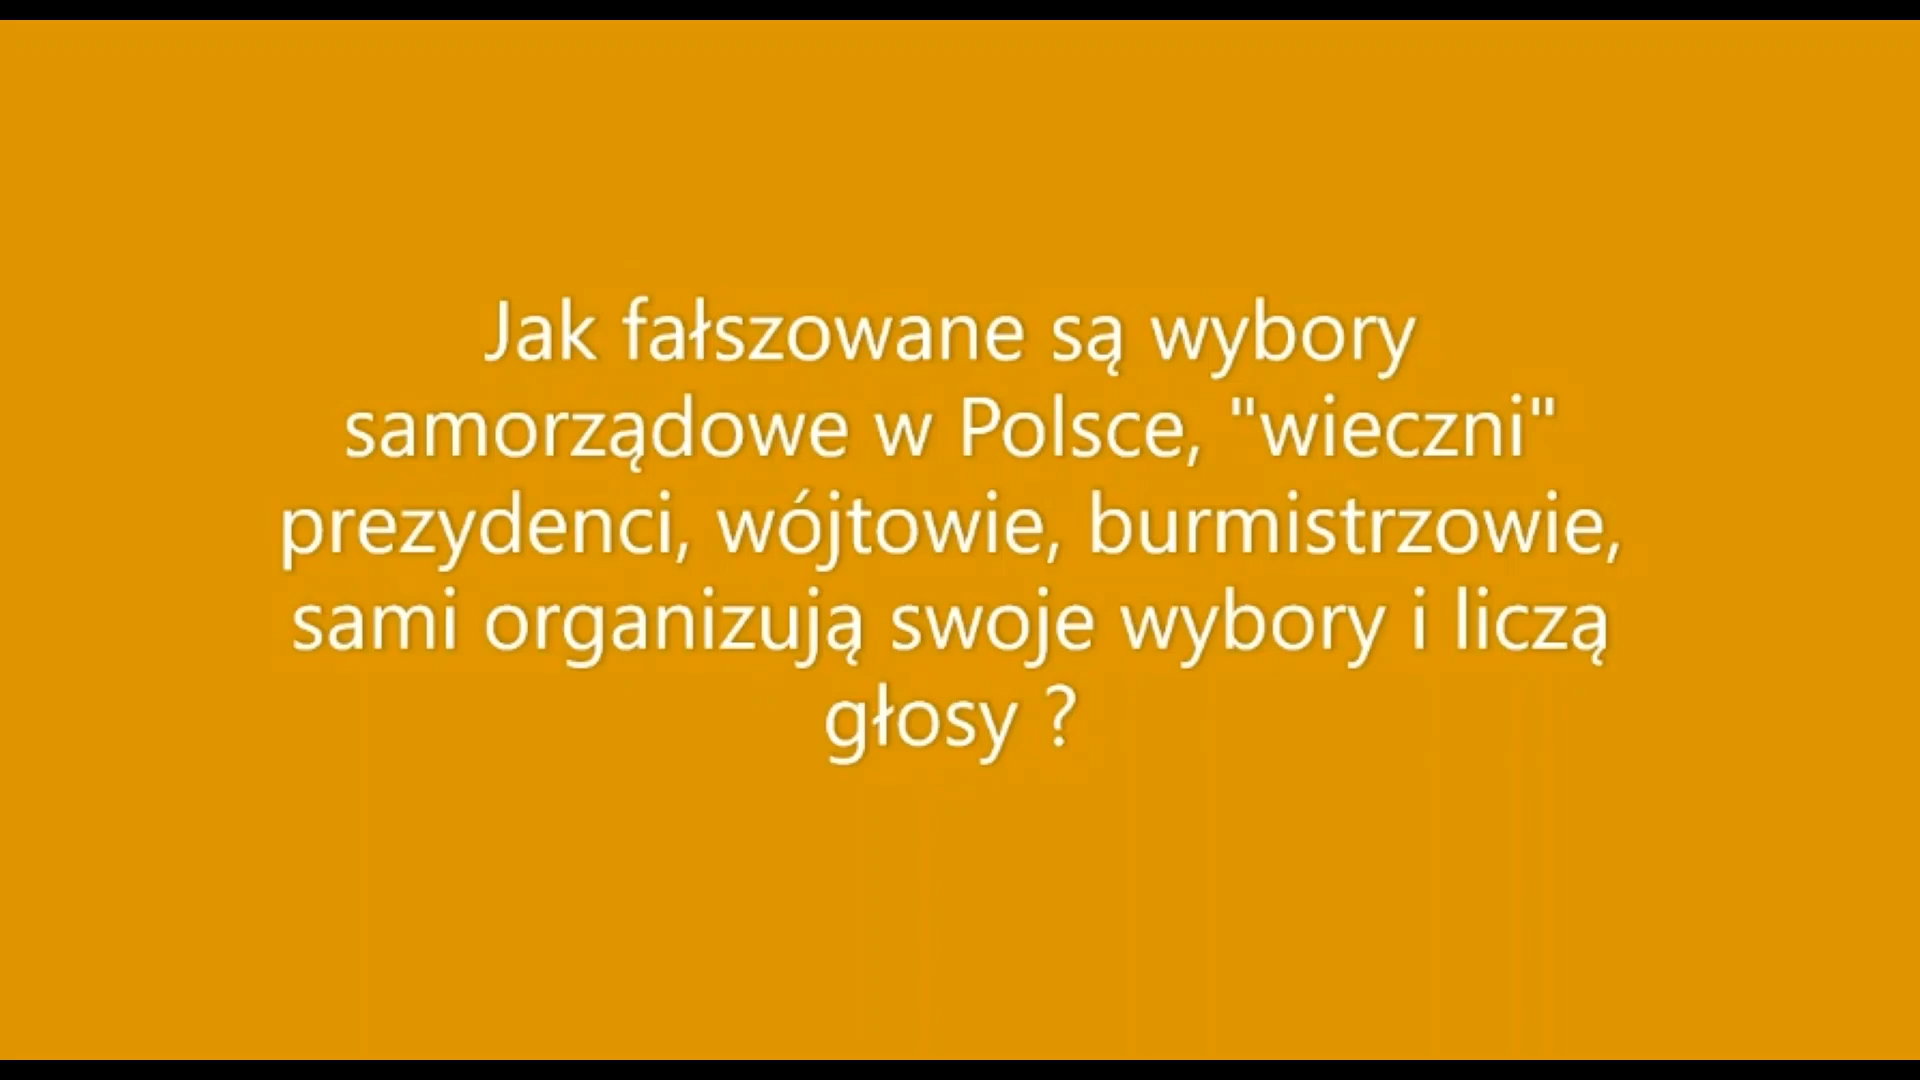 Jak fałszowane są wybory
samorządowe w Polsce, "wieczni"
prezydenci, wójtowie, burmistrzowie,
sami organizują swoje wybory i liczą
głosy ?